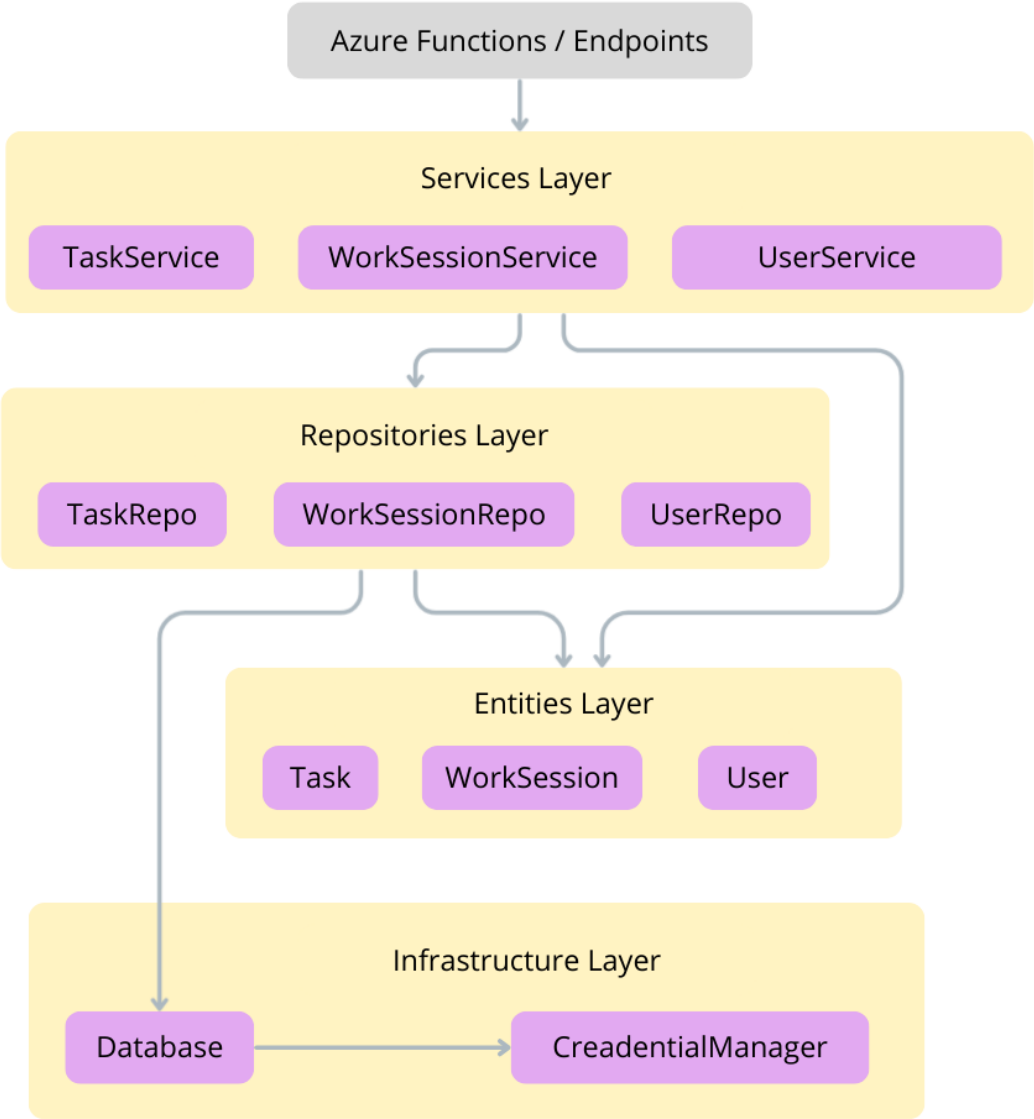 Azure Functions / Endpoints
Services Layer
TaskService
WorkSessionService
UserService
Repositories Layer
TaskRepo
WorkSessionRepo
UserRepo
Entities Layer
Task
WorkSession
User
Infrastructure Layer
Database
CreadentialManager